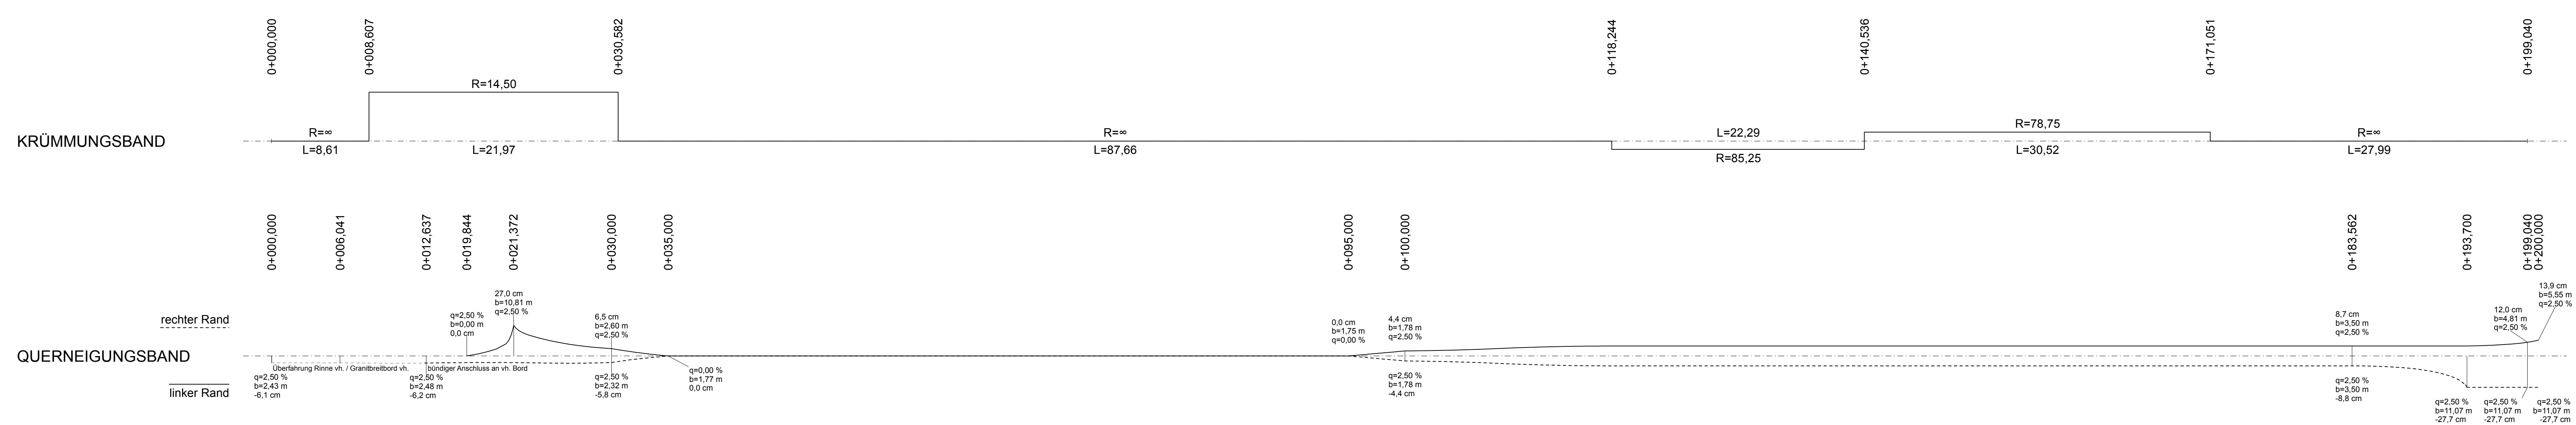 0+000,000
0+008,607
0+030,582
0+118,244
0+140,536
0+171,051
0+199,040
R=14,50
R=∞
R=∞
L=22,29
R=78,75
R=∞
KRÜMMUNGSBAND
L=8,61
L=21,97
L=87,66
R=85,25
L=30,52
L=27,99
0+000,000
0+006,041
0+012,637
0+019,844
0+021,372
0+030,000
0+035,000
0+095,000
0+100,000
0+183,562
0+193,700
0+199,040
0+200,000
rechter Rand
q=2,50 %
b=0,00 m
0,0 cm
27,0 cm
b=10,81 m
q=2,50 %
6,5 cm
b=2,60 m
q=2,50 %
0,0 cm
b=1,75 m
q=0,00 %
4,4 cm
b=1,78 m
q=2,50 %
8,7 cm
b=3,50 m
q=2,50 %
12,0 cm
b=4,81 m
q=2,50 %
13,9 cm
b=5,55 m
q=2,50 %
QUERNEIGUNGSBAND
Überfahrung Rinne vh. / Granitbreitbord vh.
bündiger Anschluss an vh. Bord
linker Rand
q=2,50 %
b=2,43 m
-6,1 cm
q=2,50 %
b=2,48 m
-6,2 cm
q=2,50 %
b=2,32 m
-5,8 cm
q=0,00 %
b=1,77 m
0,0 cm
q=2,50 %
b=1,78 m
-4,4 cm
q=2,50 %
b=3,50 m
-8,8 cm
q=2,50 %
b=11,07 m
-27,7 cm
q=2,50 %
b=11,07 m
-27,7 cm
q=2,50 %
b=11,07 m
-27,7 cm